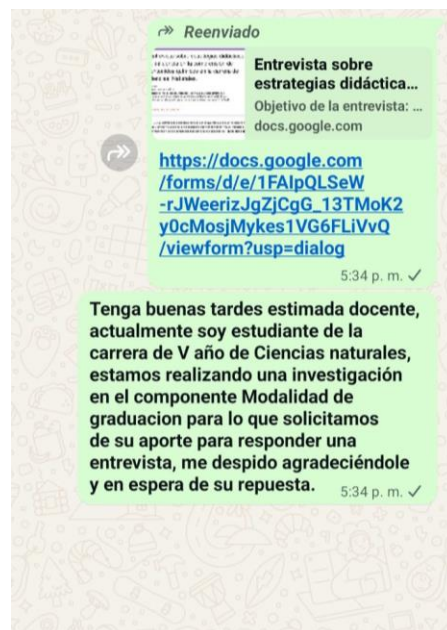 Reenviado
Entrevista sobre
estrategias didáctica...
Objetivo de la entrevista: ...
docs.google.com
https://docs.google.com
/forms/d/e/1FAIpQLSeW
-rJWeerizJgZjCgG_13TMoK2
y0cMosjMykes1VG6FLiVvQ
/viewform?usp=dialog
5:34 p. m.
Tenga buenas tardes estimada docente,
actualmente soy estudiante de la
carrera de V año de Ciencias naturales,
estamos realizando una investigación
en el componente Modalidad de
graduacion para lo que solicitamos
de su aporte para responder una
entrevista, me despido agradeciéndole
y en espera de su repuesta.
5:34 p. m.